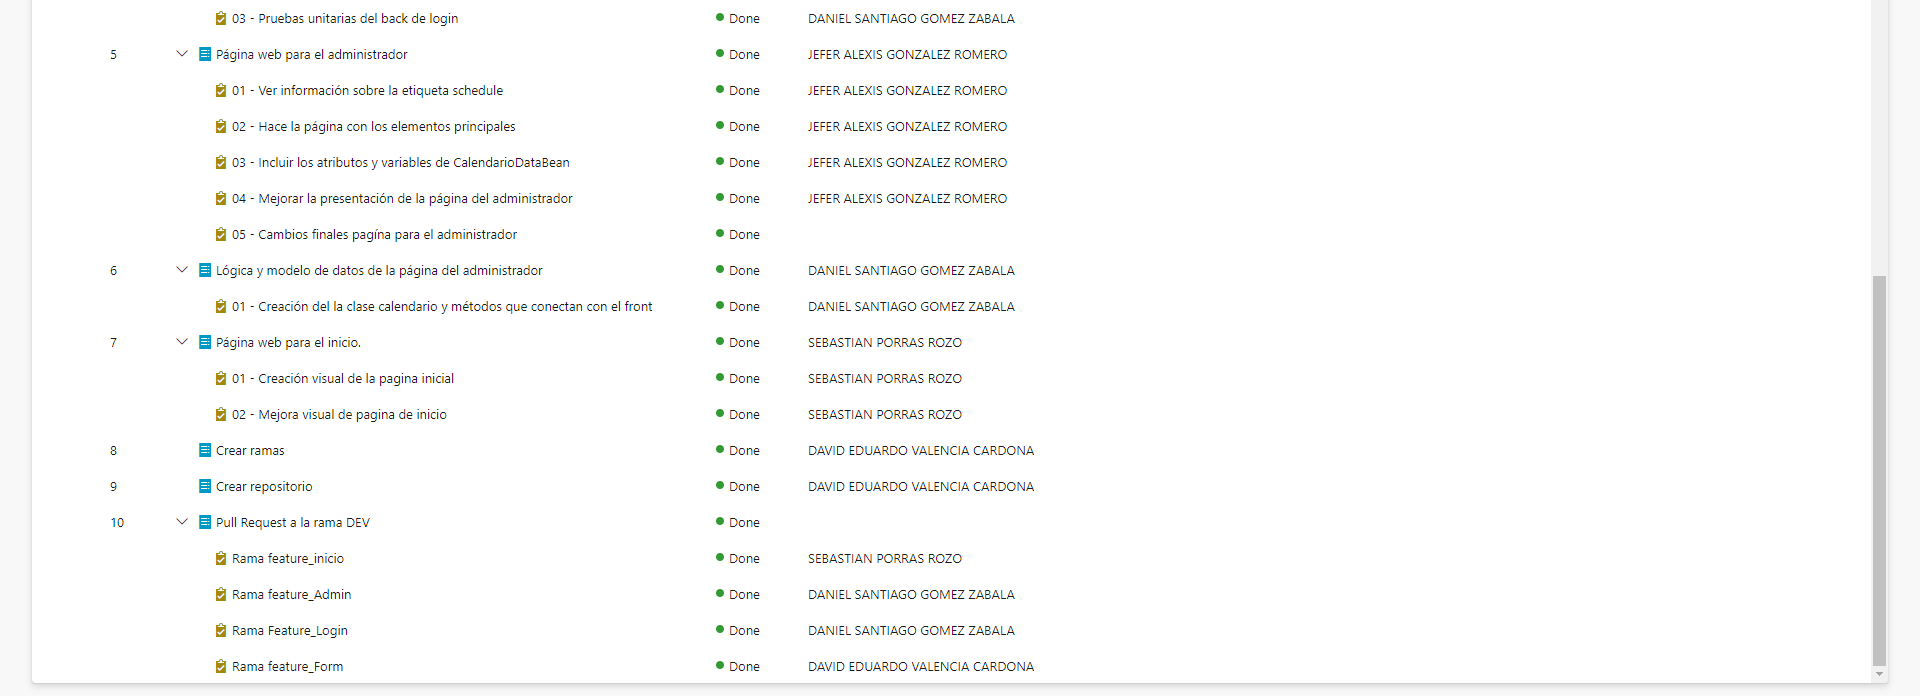 03 - Pruebas unitarias del back de login Done DANIEL SANTIAGO GOMEZ ZABALA
5 Página web para el administrador Done JEFER ALEXIS GONZALEZ ROMERO
01 - Ver información sobre la etiqueta schedule Done JEFER ALEXIS GONZALEZ ROMERO
02 - Hace la página con los elementos principales Done JEFER ALEXIS GONZALEZ ROMERO
03 - Incluir los atributos y variables de CalendarioDataBean Done JEFER ALEXIS GONZALEZ ROMERO
04 - Mejorar la presentación de la página del administrador Done JEFER ALEXIS GONZALEZ ROMERO
05 - Cambios finales pagína para el administrador Done
6 Lógica y modelo de datos de la página del administrador Done DANIEL SANTIAGO GOMEZ ZABALA
01 - Creación del la clase calendario y métodos que conectan con el front Done DANIEL SANTIAGO GOMEZ ZABALA
7 Página web para el inicio. Done SEBASTIAN PORRAS ROZO
01 - Creación visual de la pagina inicial Done SEBASTIAN PORRAS ROZO
02 - Mejora visual de pagina de inicio Done SEBASTIAN PORRAS ROZO
8 Crear ramas Done DAVID EDUARDO VALENCIA CARDONA
9 Crear repositorio Done DAVID EDUARDO VALENCIA CARDONA
10 Pull Request a la rama DEV Done
Rama feature_inicio Done SEBASTIAN PORRAS ROZO
Rama feature_Admin Done DANIEL SANTIAGO GOMEZ ZABALA
Rama Feature_Login Done DANIEL SANTIAGO GOMEZ ZABALA
Rama feature_Form Done DAVID EDUARDO VALENCIA CARDONA